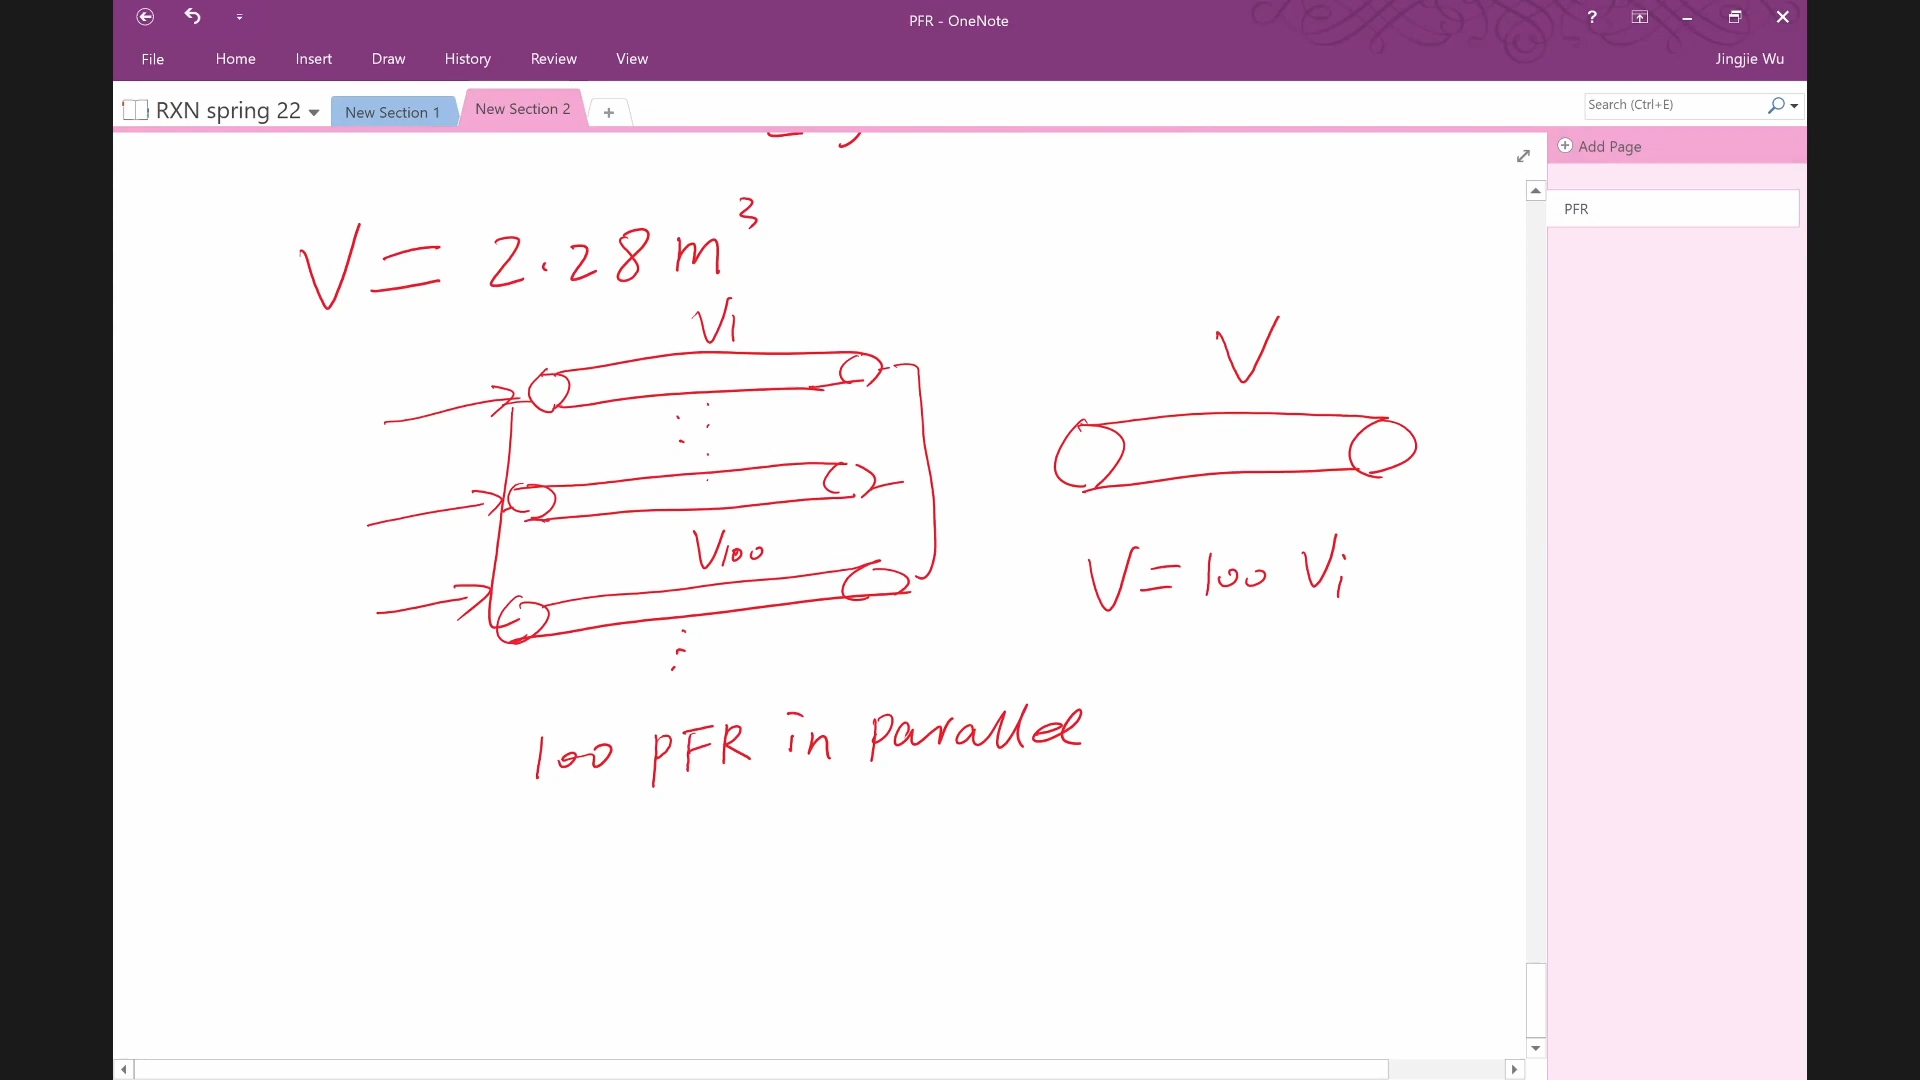 PFR - OneNote
?
File Home Insert Draw History Review View
Jingjie Wu
RXN spring 22
New Section 1
New Section 2
+
Search (Ctrl+E)
Add Page
PFR
V = 2.28 m³
V1
V100
100 PFR in parallel
V
V = 100 Vi